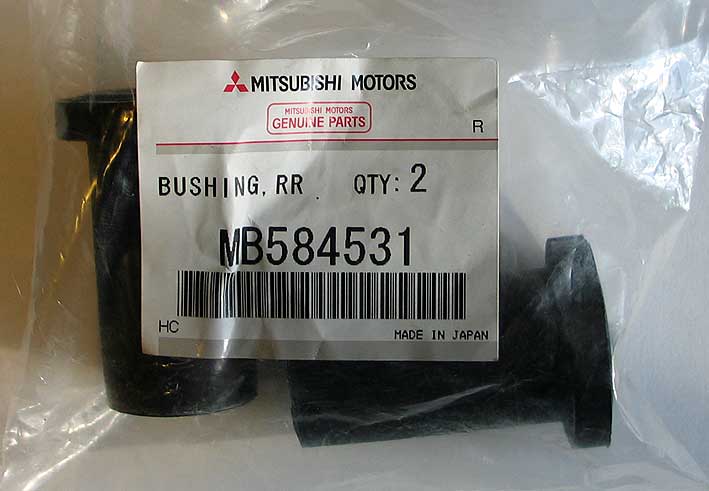 MITSUBISHI MOTORS
MITSUBISHI MOTORS
GENUINE PARTS
R
BUSHING, RR . QTY: 2
MB584531
HC
MADE IN JAPAN